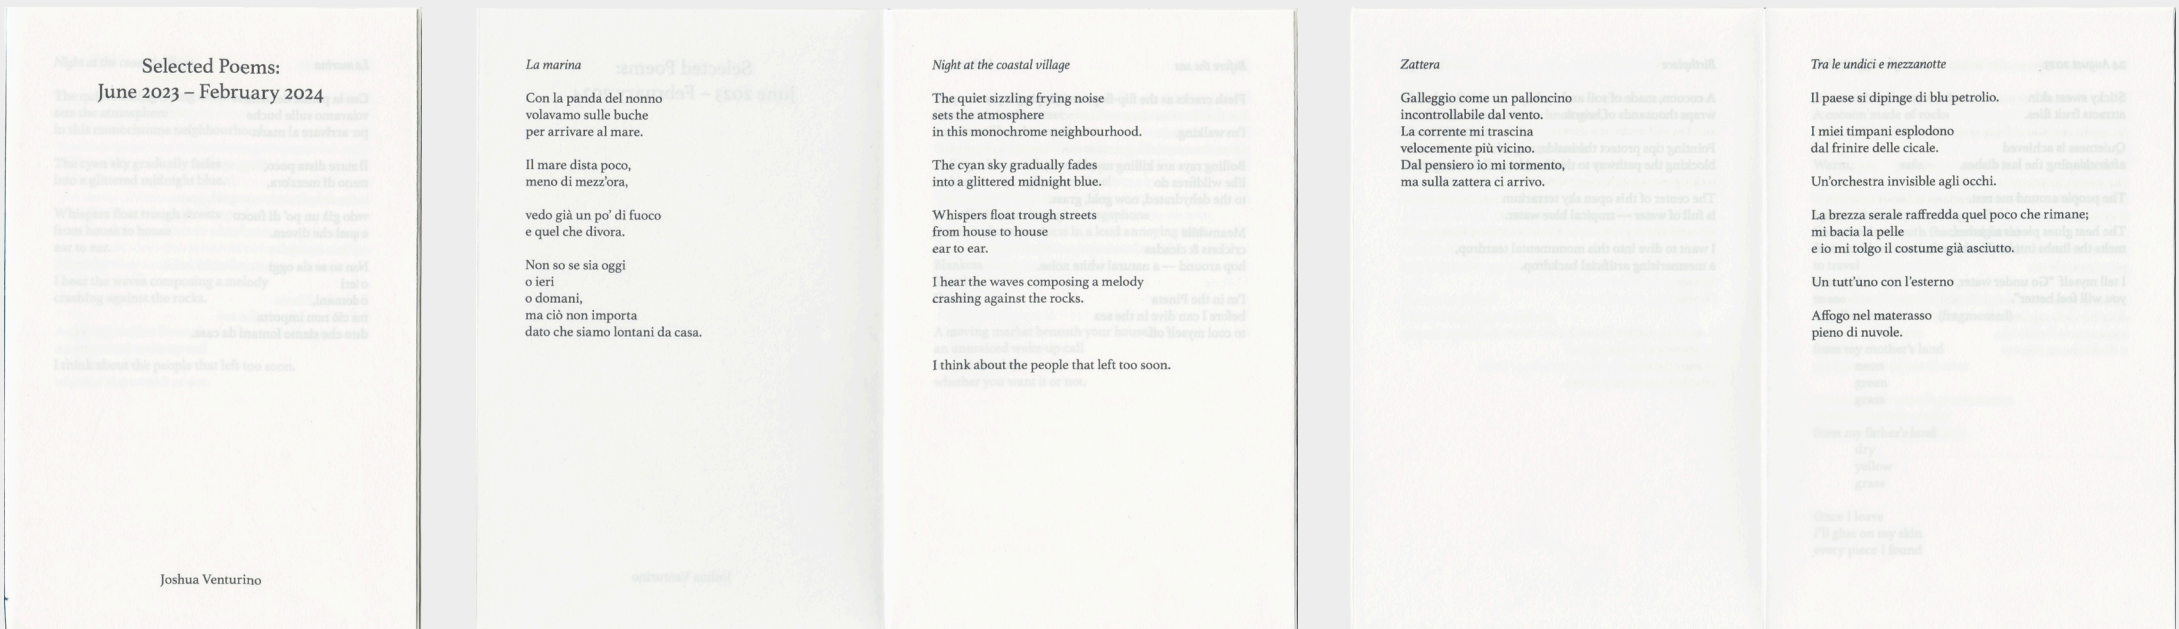 Selected Poems:
June 2023 – February 2024
Joshua Venturino
La marina
Con la panda del nonno
volavamo sulle buche
per arrivare al mare.
Il mare dista poco,
meno di mezz’ora,
vedo già un po’ di fuoco
e quel che divora.
Non so se sia oggi
o ieri
o domani,
ma ciò non importa
dato che siamo lontani da casa.
Night at the coastal village
The quiet sizzling frying noise
sets the atmosphere
in this monochrome neighbourhood.
The cyan sky gradually fades
into a glittered midnight blue.
Whispers float trough streets
from house to house
ear to ear.
I hear the waves composing a melody
crashing against the rocks.
I think about the people that left too soon.
Zattera
Galleggio come un palloncino
incontrollabile dal vento.
La corrente mi trascina
velocemente più vicino.
Dal pensiero io mi tormento,
ma sulla zattera ci arrivo.
Tra le undici e mezzanotte
Il paese si dipinge di blu petrolio.
I miei timpani esplodono
dal frinire delle cicale.
Un’orchestra invisibile agli occhi.
La brezza serale raffredda quel poco che rimane;
mi bacia la pelle
e io mi tolgo il costume già asciutto.
Un tutt’uno con l’esterno
Affogo nel materasso
pieno di nuvole.